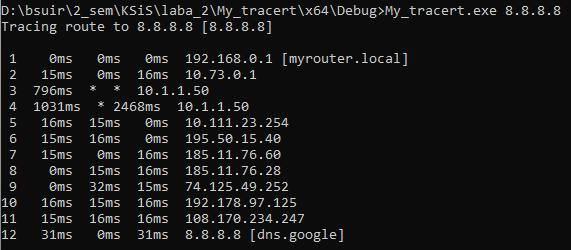 D:\bsuir\2_sem\KSiS\laba_2\My_tracert\x64\Debug>My_tracert.exe 8.8.8.8
Tracing route to 8.8.8.8 [8.8.8.8]
1 0ms 0ms 0ms 192.168.0.1 [myrouter.local]
2 15ms 0ms 16ms 10.73.0.1
3 796ms * * 10.1.1.50
4 1031ms * 2468ms 10.1.1.50
5 16ms 15ms 0ms 10.111.23.254
6 15ms 16ms 0ms 195.50.15.40
7 15ms 0ms 16ms 185.11.76.60
8 0ms 15ms 16ms 185.11.76.28
9 0ms 32ms 15ms 74.125.49.252
10 15ms 16ms 16ms 192.178.97.125
11 15ms 16ms 16ms 108.170.234.247
12 31ms 0ms 31ms 8.8.8.8 [dns.google]